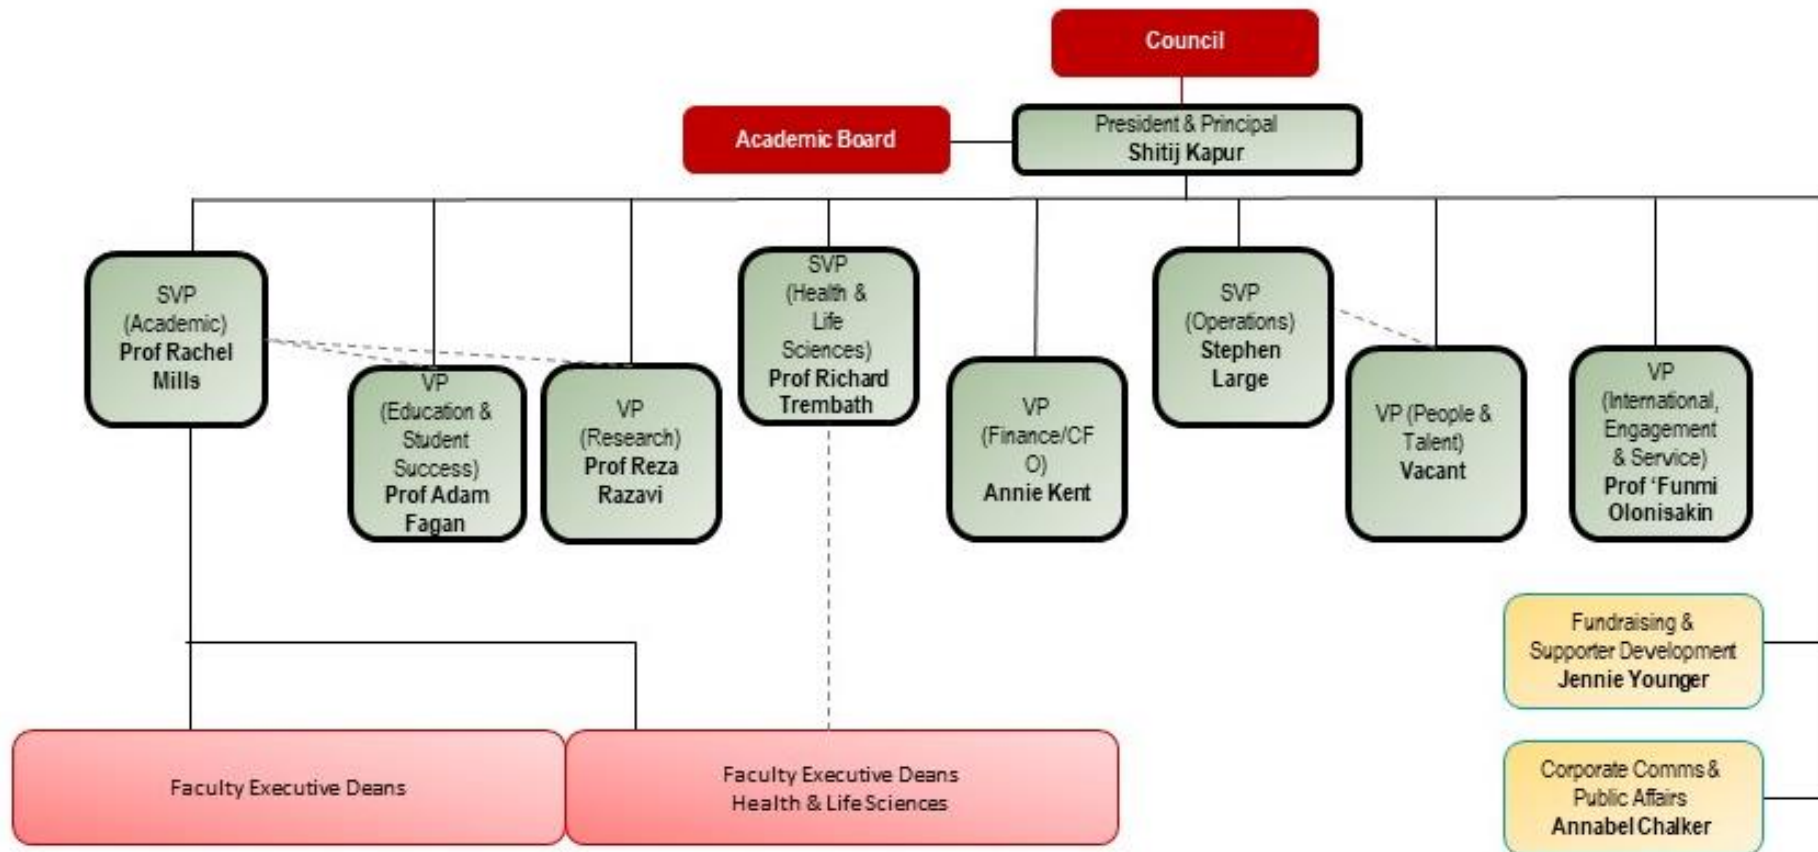 Council
Academic Board
President & Principal
Shitij Kapur
SVP
(Academic)
Prof Rachel
Mills
VP
(Education &
Student
Success)
Prof Adam
Fagan
VP
(Research)
Prof Reza
Razavi
SVP
(Health &
Life
Sciences)
Prof Richard
Trembath
VP
(Finance/CF
O)
Annie Kent
SVP
(Operations)
Stephen
Large
VP (People &
Talent)
Vacant
VP
(International,
Engagement
& Service)
Prof ‘Funmi
Olonisakin
Fundraising &
Supporter Development
Jennie Younger
Corporate Comms &
Public Affairs
Annabel Chalker
Faculty Executive Deans
Faculty Executive Deans
Health & Life Sciences